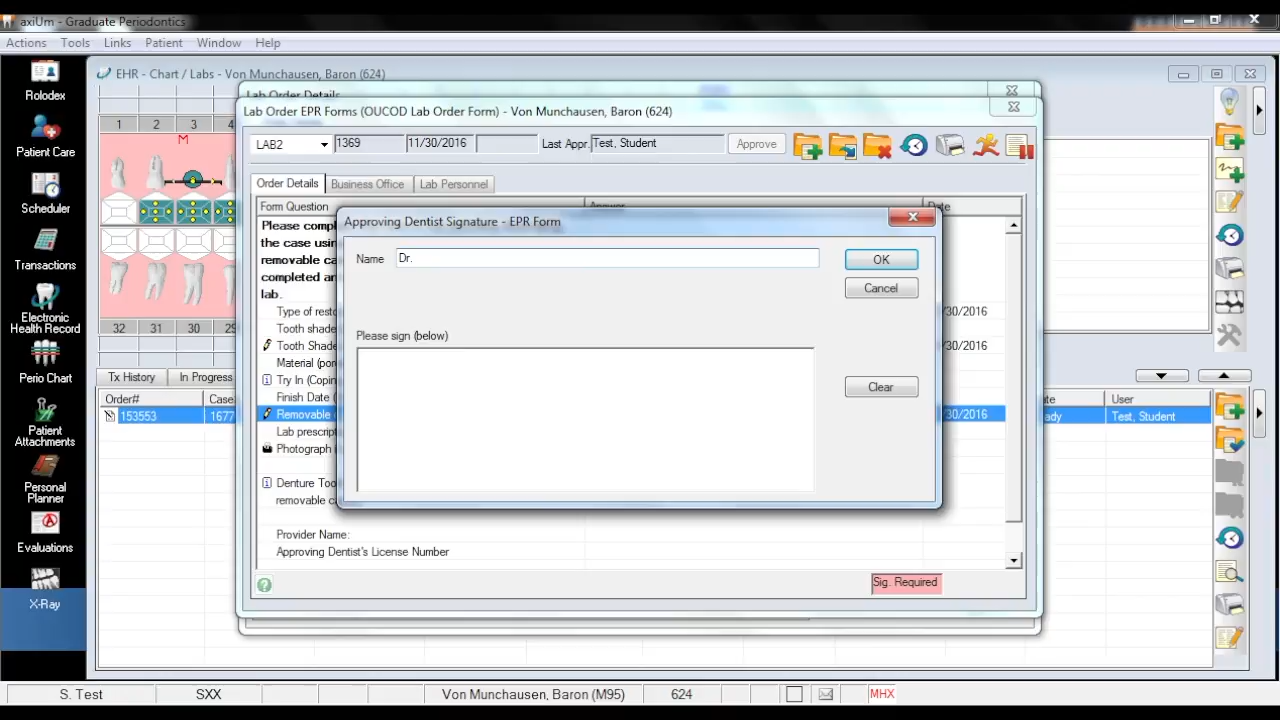 axiUm - Graduate Periodontics
Actions Tools Links Patient Window Help
Rolodex
Patient Care
Scheduler
Transactions
Electronic
Health Record
Perio Chart
Patient
Attachments
Personal
Planner
Evaluations
X-Ray
EHR - Chart / Labs - Von Munchausen, Baron (624)
1 2 3 4
M
32 31 30 29
Tx History In Progress
Order# Case
153553 1677
User
Test, Student
Lab Order Details
Lab Order EPR Forms (OUCOD Lab Order Form) - Von Munchausen, Baron (624)
LAB2 1369 11/30/2016 Last Appr. Test. Student Approve
Order Details Business Office Lab Personnel
Form Question Answer Date
Please compl
the case usin
removable ca
completed an
lab.
Type of resto /30/2016
Tooth shade
Tooth Shade /30/2016
Material (por
Try In (Copin
Finish Date (
Removable /30/2016
Lab prescript
Photograph
Denture Too
removable ca
Provider Name:
Approving Dentist's License Number
Sig. Required
Approving Dentist Signature - EPR Form
Name Dr. OK
Cancel
Please sign (below)
Clear
S. Test SXX Von Munchausen, Baron (M95) 624 MHX